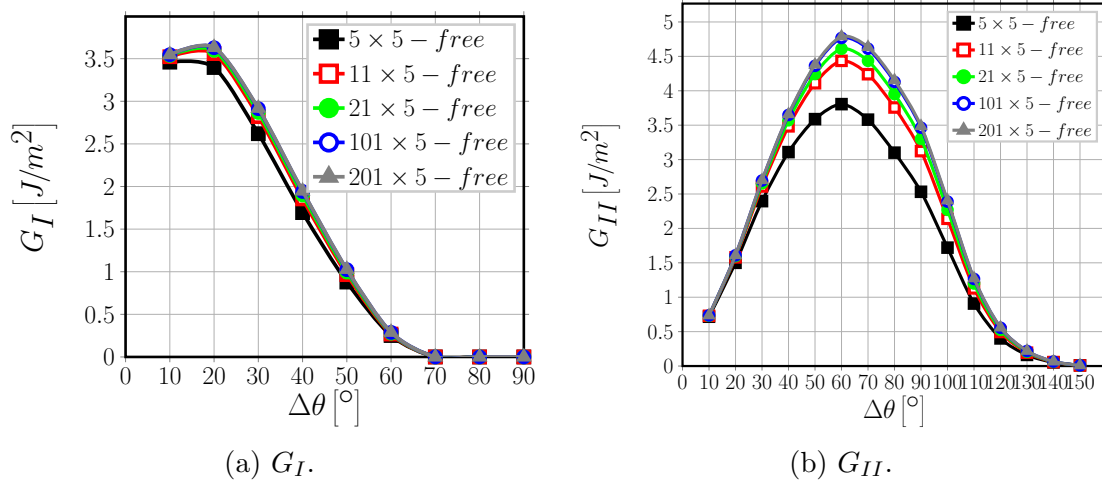 3.5
3
2.5
2
1.5
1
0.5
0
G_I [J/m^2]
0 10 20 30 40 50 60 70 80 90
Δθ [°]
5 × 5 − free
11 × 5 − free
21 × 5 − free
101 × 5 − free
201 × 5 − free
(a) G_I.
5
4.5
4
3.5
3
2.5
2
1.5
1
0.5
0
G_II [J/m^2]
0 10 20 30 40 50 60 70 80 90 100 110 120 130 140 150
Δθ [°]
5 × 5 − free
11 × 5 − free
21 × 5 − free
101 × 5 − free
201 × 5 − free
(b) G_II.